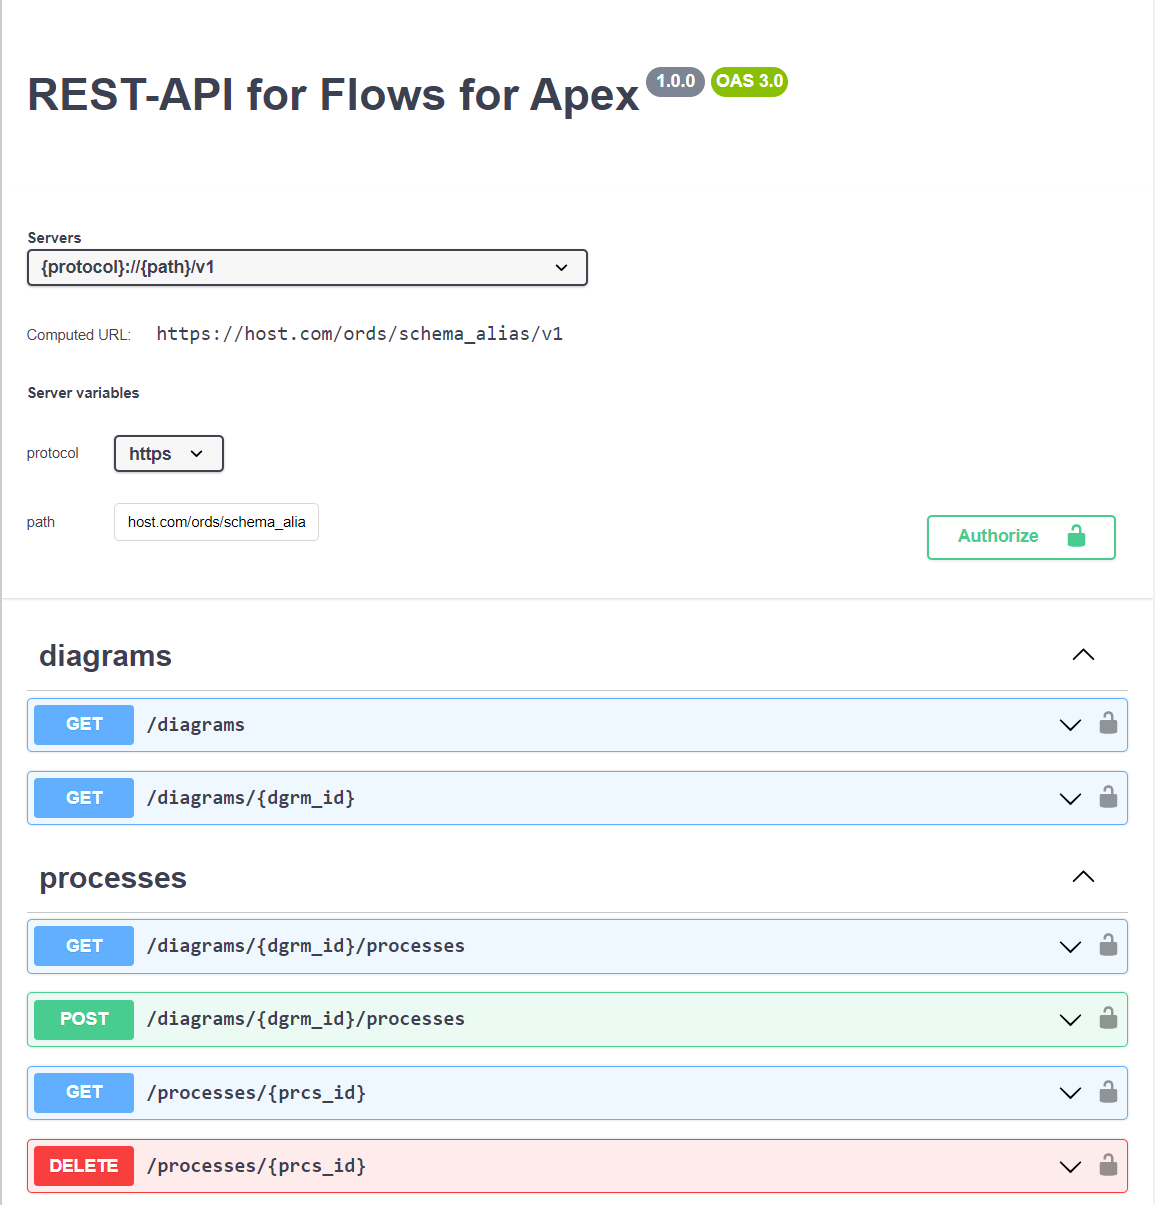 REST-API for Flows for Apex 1.0.0 OAS 3.0
Servers
{protocol}://{path}/v1
Computed URL: https://host.com/ords/schema_alias/v1
Server variables
protocol https
path host.com/ords/schema_alia
Authorize
diagrams
GET /diagrams
GET /diagrams/{dgrm_id}
processes
GET /diagrams/{dgrm_id}/processes
POST /diagrams/{dgrm_id}/processes
GET /processes/{prcs_id}
DELETE /processes/{prcs_id}